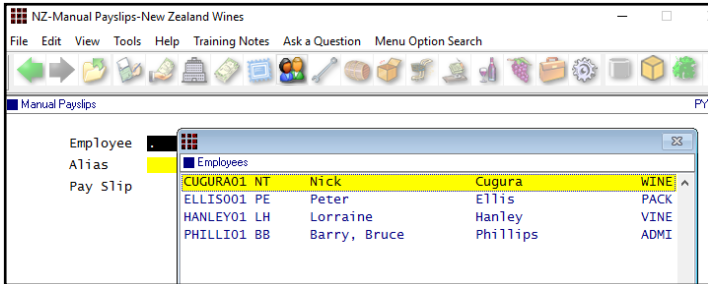 NZ-Manual Payslips-New Zealand Wines
File Edit View Tools Help Training Notes Ask a Question Menu Option Search
Manual Payslips PY
Employee .
Alias
Pay Slip
Employees
CUGURA01 NT Nick Cugura WINE
ELLIS001 PE Peter Ellis PACK
HANLEY01 LH Lorraine Hanley VINE
PHILLI01 BB Barry, Bruce Phillips ADMI